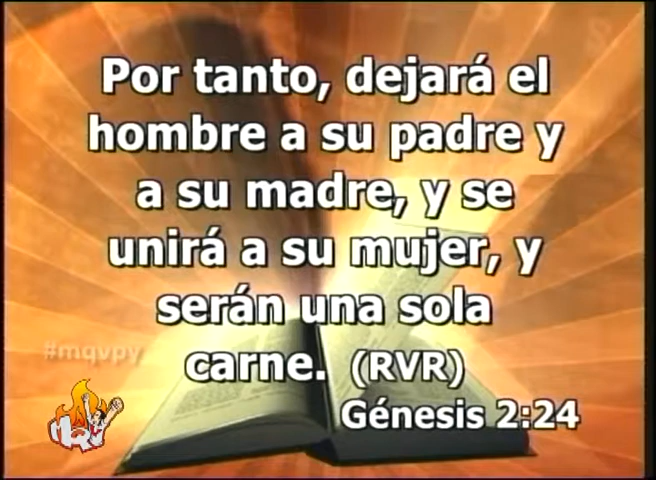 Por tanto, dejará el
hombre a su padre y
a su madre, y se
unirá a su mujer, y
serán una sola
carne. (RVR)
Génesis 2:24
#mqvpy
MQV